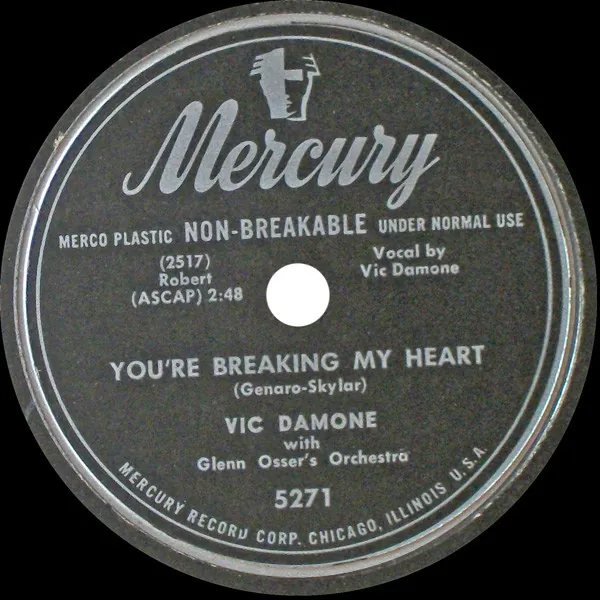 Mercury
MERCO PLASTIC NON-BREAKABLE UNDER NORMAL USE
(2517)
Robert
(ASCAP) 2:48
Vocal by
Vic Damone
YOU'RE BREAKING MY HEART
(Genaro-Skylar)
VIC DAMONE
with
Glenn Osser's Orchestra
5271
MERCURY RECORD CORP. CHICAGO, ILLINOIS U.S.A.